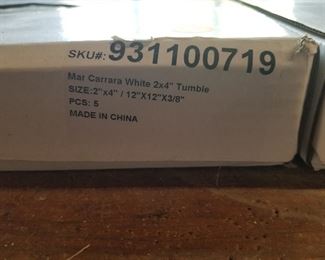 SKU#: 931100719
Mar Carrara White 2x4" Tumble
SIZE:2"x4" / 12"X12"X3/8"
PCS: 5
MADE IN CHINA